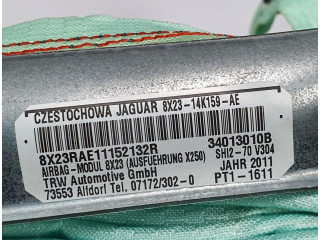 CZESTOCHOWA JAGUAR 8X23-14K159-AE
8X23RAE11152132R 34013010B
AIRBAG-MODUL 8X23 (AUSFUEHRUNG X250) SHI2-70 V304
TRW Automotive GmbH JAHR 2011
73553 Alfdorf Tel. 07172/302-0 PT1-1611